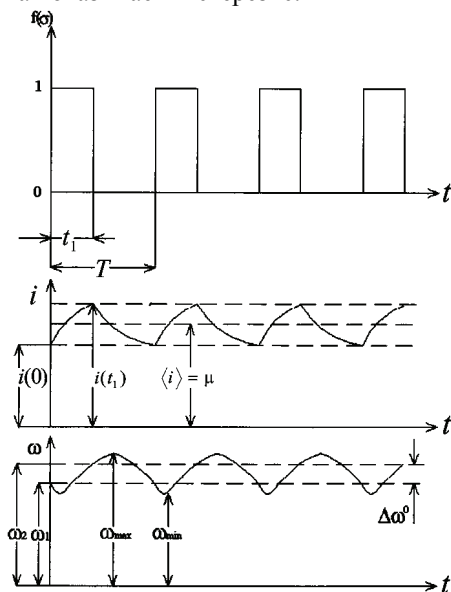 f(σ)
1
0
t
t₁
T
i
i(0)
i(t₁)
⟨i⟩ = μ
t
ω
ω₂
ω₁
ωmax
ωmin
Δω⁰
t